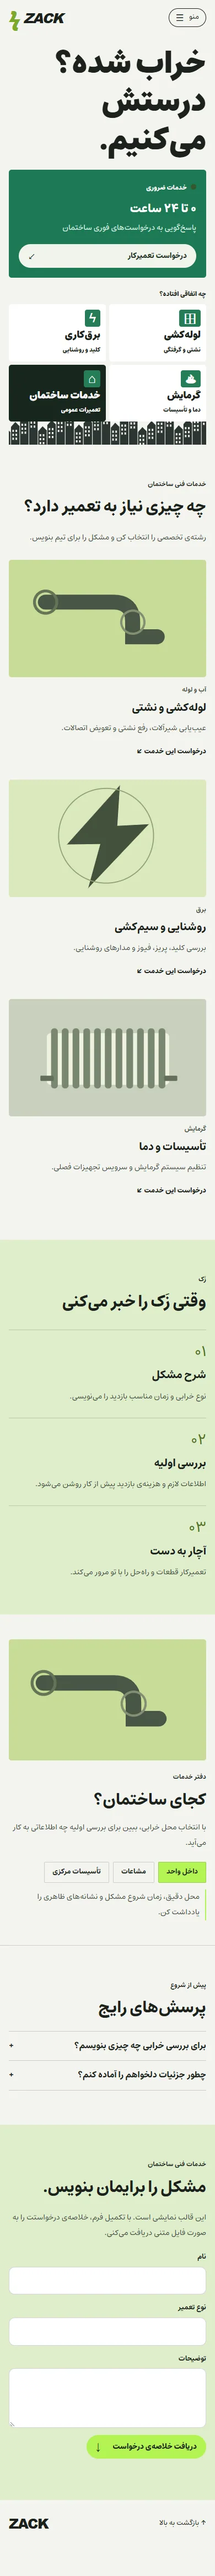 منو
ZACK
خراب شده؟
درستش
می‌کنیم.
خدمات ضروری
۰ تا ۲۴ ساعت
پاسخ‌گویی به درخواست‌های فوری ساختمان
درخواست تعمیرکار
چه اتفاقی افتاده؟
لوله‌کشی
نشتی و گرفتگی
برق‌کاری
کلید و روشنایی
گرمایش
دما و تأسیسات
خدمات ساختمان
تعمیرات عمومی
خدمات فنی ساختمان
چه چیزی نیاز به تعمیر دارد؟
رشته‌ی تخصصی را انتخاب کن و مشکل را برای تیم بنویس.
آب و لوله
لوله‌کشی و نشتی
عیب‌یابی شیرآلات، رفع نشتی و تعویض اتصالات.
درخواست این خدمت
برق
روشنایی و سیم‌کشی
بررسی کلید، پریز، فیوز و مدارهای روشنایی.
درخواست این خدمت
گرمایش
تأسیسات و دما
تنظیم سیستم گرمایش و سرویس تجهیزات فصلی.
درخواست این خدمت
زک
وقتی زَک را خبر می‌کنی
۰۱
شرح مشکل
نوع خرابی و زمان مناسب بازدید را می‌نویسی.
۰۲
بررسی اولیه
اطلاعات لازم و هزینه‌ی بازدید پیش از کار روشن می‌شود.
۰۳
آچار به دست
تعمیرکار قطعات و راه‌حل را با تو مرور می‌کند.
دفتر خدمات
کجای ساختمان؟
با انتخاب محل خرابی، ببین برای بررسی اولیه چه اطلاعاتی به کار
می‌آید.
داخل واحد
مشاعات
تأسیسات مرکزی
محل دقیق، زمان شروع مشکل و نشانه‌های ظاهری را
یادداشت کن.
پیش از شروع
پرسش‌های رایج
برای بررسی خرابی چه چیزی بنویسم؟ +
چطور جزئیات دلخواهم را آماده کنم؟ +
خدمات فنی ساختمان
مشکل را برایمان بنویس.
این قالب نمایشی است. با تکمیل فرم، خلاصه‌ی درخواستت را به
صورت فایل متنی دریافت می‌کنی.
نام
نوع تعمیر
توضیحات
دریافت خلاصه‌ی درخواست ↓
↑ بازگشت به بالا
ZACK